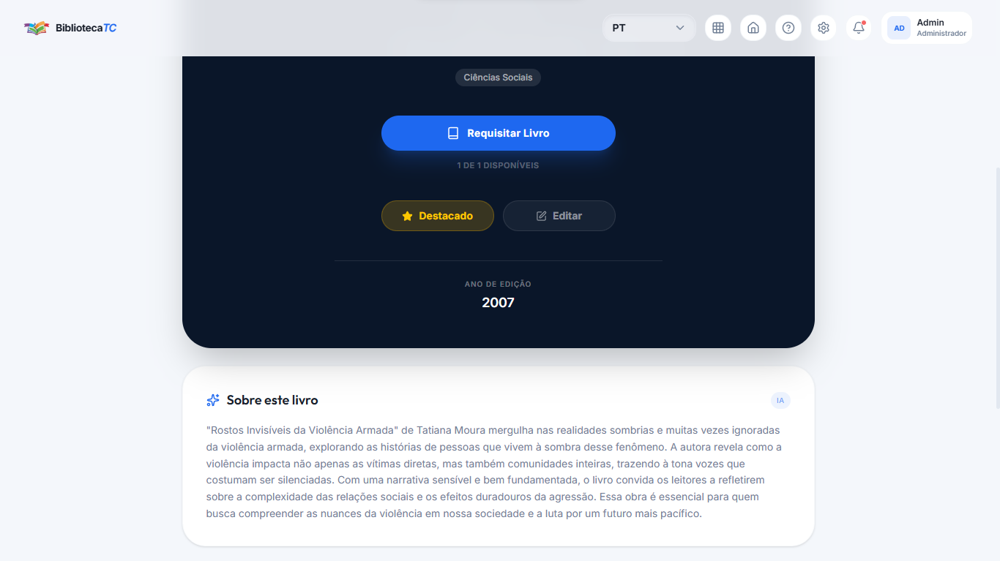 BibliotecaTC
PT
AD
Admin
Administrador
Ciências Sociais
Requisitar Livro
1 DE 1 DISPONÍVEIS
Destacado
Editar
ANO DE EDIÇÃO
2007
Sobre este livro
IA
"Rostos Invisíveis da Violência Armada" de Tatiana Moura mergulha nas realidades sombrias e muitas vezes ignoradas
da violência armada, explorando as histórias de pessoas que vivem à sombra desse fenômeno. A autora revela como a
violência impacta não apenas as vítimas diretas, mas também comunidades inteiras, trazendo à tona vozes que
costumam ser silenciadas. Com uma narrativa sensível e bem fundamentada, o livro convida os leitores a refletirem
sobre a complexidade das relações sociais e os efeitos duradouros da agressão. Essa obra é essencial para quem
busca compreender as nuances da violência em nossa sociedade e a luta por um futuro mais pacífico.